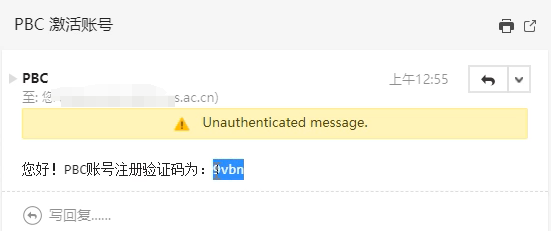 PBC 激活账号
PBC
上午12:55
至: 您 s.ac.cn)
Unauthenticated message.
您好！PBC账号注册验证码为：9vbn
写回复......